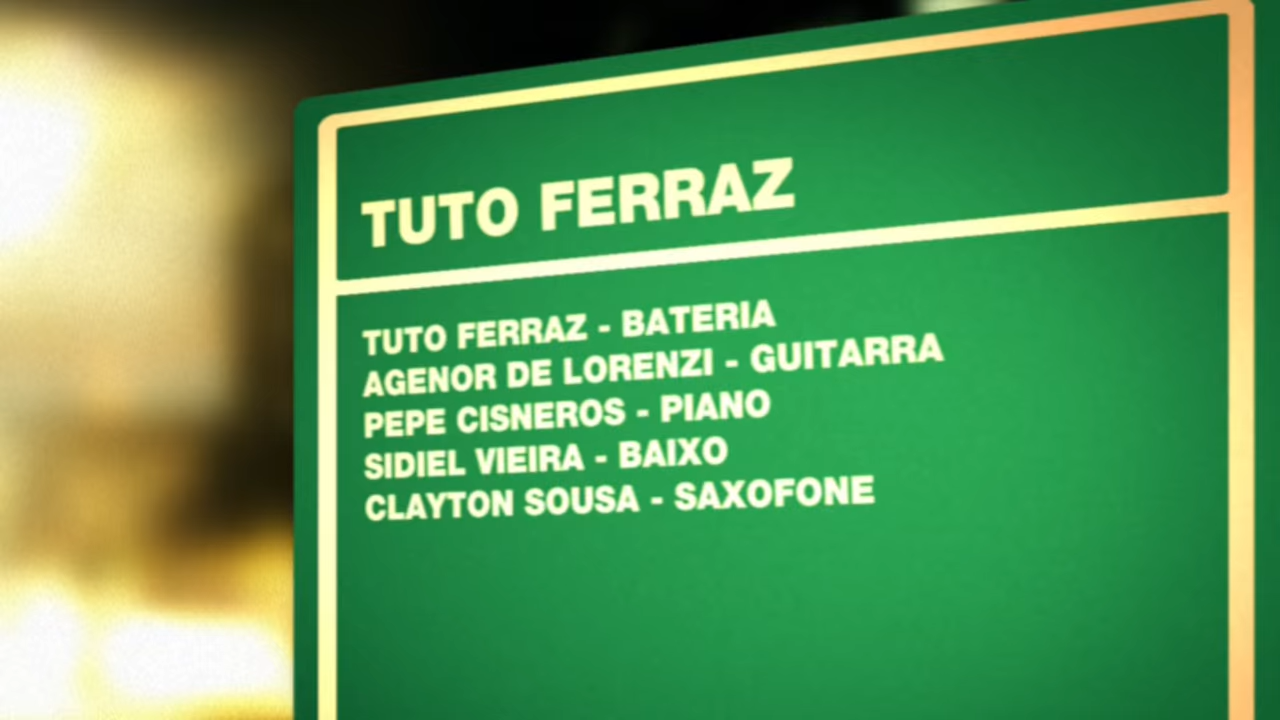 TUTO FERRAZ
TUTO FERRAZ - BATERIA
AGENOR DE LORENZI - GUITARRA
PEPE CISNEROS - PIANO
SIDIEL VIEIRA - BAIXO
CLAYTON SOUSA - SAXOFONE